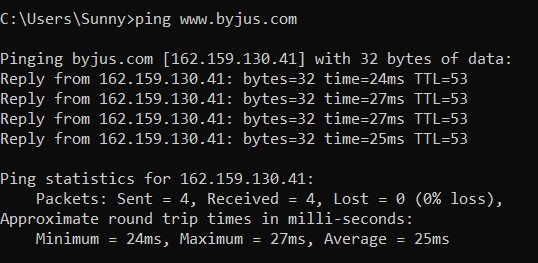 C:\Users\Sunny>ping www.byjus.com
Pinging byjus.com [162.159.130.41] with 32 bytes of data:
Reply from 162.159.130.41: bytes=32 time=24ms TTL=53
Reply from 162.159.130.41: bytes=32 time=27ms TTL=53
Reply from 162.159.130.41: bytes=32 time=27ms TTL=53
Reply from 162.159.130.41: bytes=32 time=25ms TTL=53
Ping statistics for 162.159.130.41:
Packets: Sent = 4, Received = 4, Lost = 0 (0% loss),
Approximate round trip times in milli-seconds:
Minimum = 24ms, Maximum = 27ms, Average = 25ms